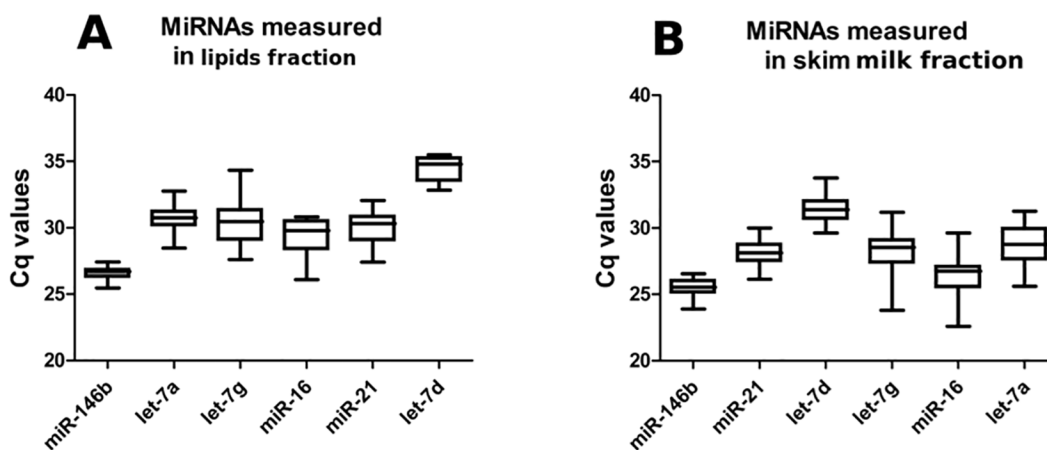 A
MiRNAs measured
in lipids fraction
Cq values
40
35
30
25
20
miR-146b
let-7a
let-7g
miR-16
miR-21
let-7d
B
MiRNAs measured
in skim milk fraction
Cq values
40
35
30
25
20
miR-146b
miR-21
let-7d
let-7g
miR-16
let-7a